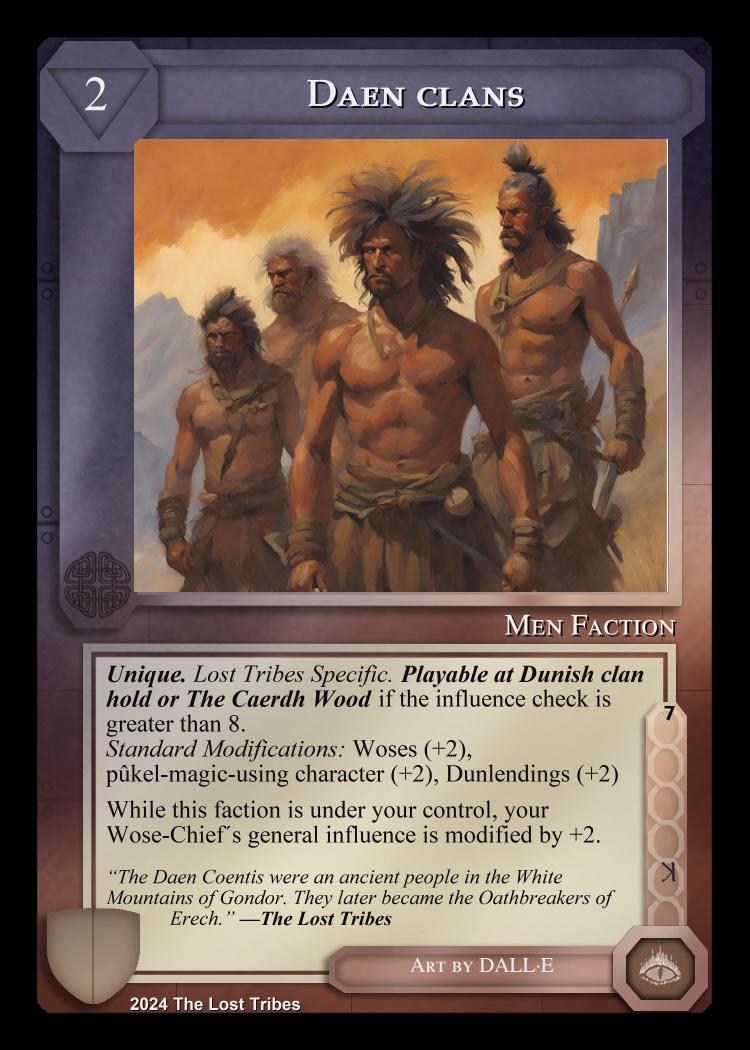 2
Daen clans
Men Faction
Unique. Lost Tribes Specific. Playable at Dunish clan
hold or The Caerdh Wood if the influence check is
greater than 8.
Standard Modifications: Woses (+2),
pûkel-magic-using character (+2), Dunlendings (+2)
7
While this faction is under your control, your
Wose-Chief´s general influence is modified by +2.
“The Daen Coentis were an ancient people in the White
Mountains of Gondor. They later became the Oathbreakers of
Erech.” —The Lost Tribes
Art by DALL·E
2024 The Lost Tribes